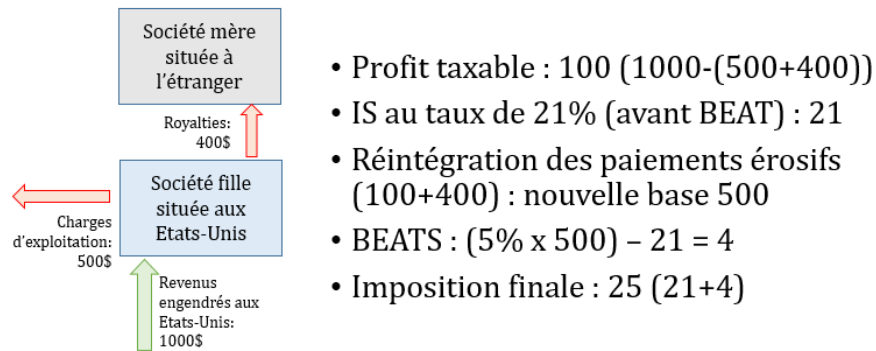 Société mère
située à
l'étranger
Royalties:
400$
Société fille
située aux
Etats-Unis
Charges
d'exploitation:
500$
Revenus
engendrés aux
Etats-Unis:
1000$
• Profit taxable : 100 (1000-(500+400))
• IS au taux de 21% (avant BEAT) : 21
• Réintégration des paiements érosifs
(100+400) : nouvelle base 500
• BEATS : (5% x 500) – 21 = 4
• Imposition finale : 25 (21+4)